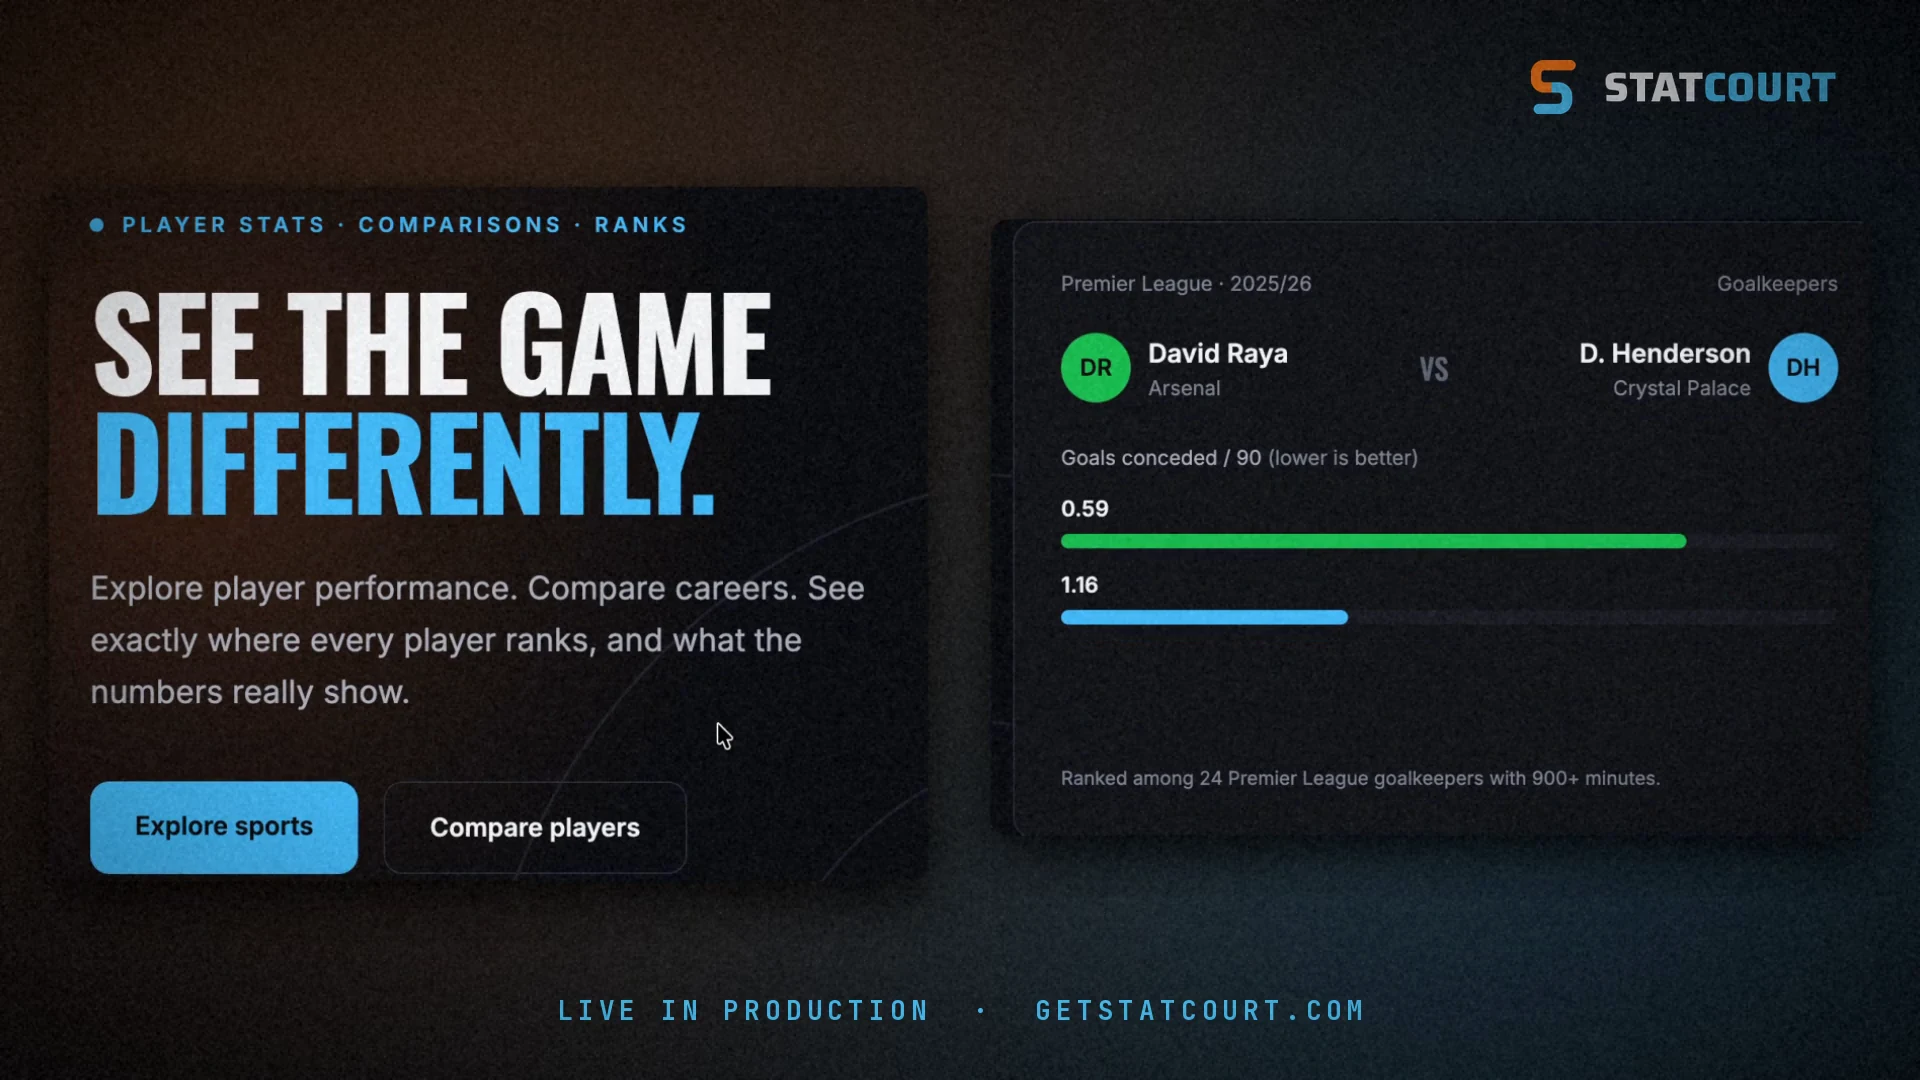 STATCOURT
PLAYER STATS · COMPARISONS · RANKS
SEE THE GAME
DIFFERENTLY.
Explore player performance. Compare careers. See
exactly where every player ranks, and what the
numbers really show.
Explore sports
Compare players
Premier League · 2025/26
Goalkeepers
DR
David Raya
Arsenal
VS
D. Henderson
Crystal Palace
DH
Goals conceded / 90 (lower is better)
0.59
1.16
Ranked among 24 Premier League goalkeepers with 900+ minutes.
LIVE IN PRODUCTION · GETSTATCOURT.COM